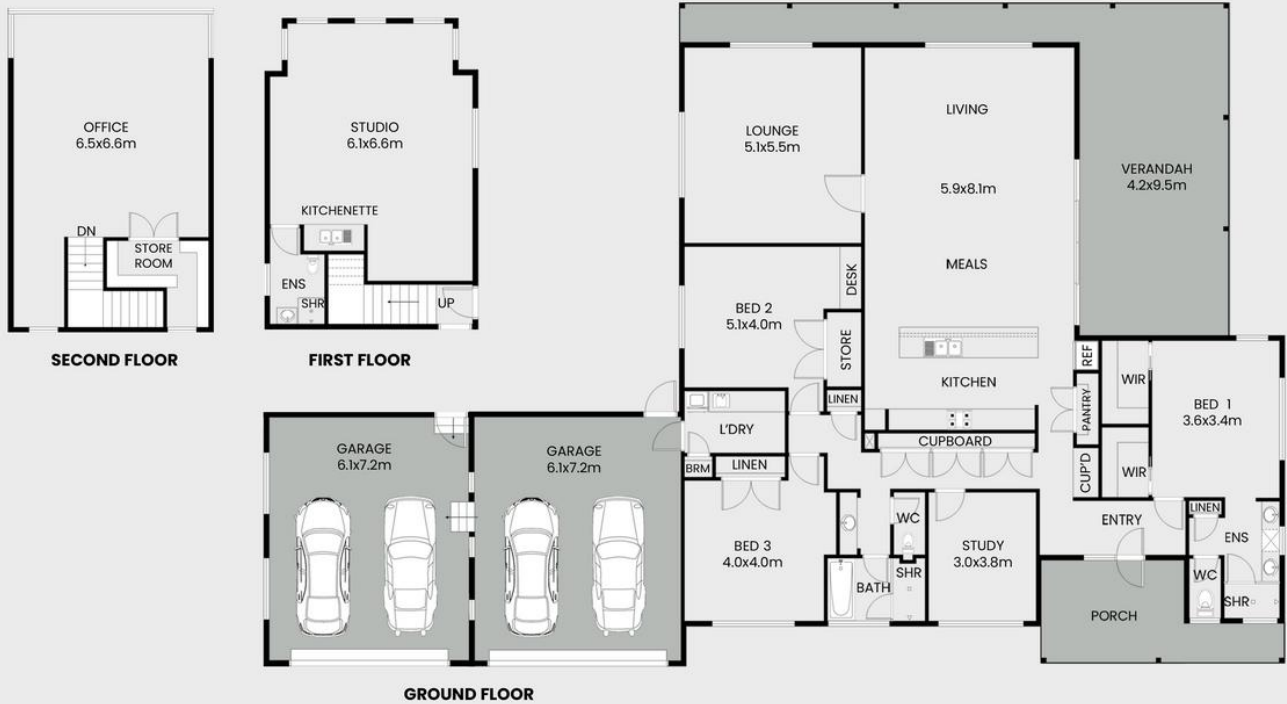 OFFICE
6.5x6.6m
DN
STORE
ROOM
SECOND FLOOR
STUDIO
6.1x6.6m
KITCHENETTE
ENS
SHR
UP
FIRST FLOOR
LOUNGE
5.1x5.5m
LIVING
5.9x8.1m
MEALS
VERANDAH
4.2x9.5m
BED 2
5.1x4.0m
DESK
STORE
LINEN
KITCHEN
REF
PANTRY
CUP'D
WIR
WIR
BED 1
3.6x3.4m
L'DRY
BRM
LINEN
CUPBOARD
GARAGE
6.1x7.2m
GARAGE
6.1x7.2m
BED 3
4.0x4.0m
WC
BATH
SHR
STUDY
3.0x3.8m
ENTRY
LINEN
ENS
WC
SHR
PORCH
GROUND FLOOR